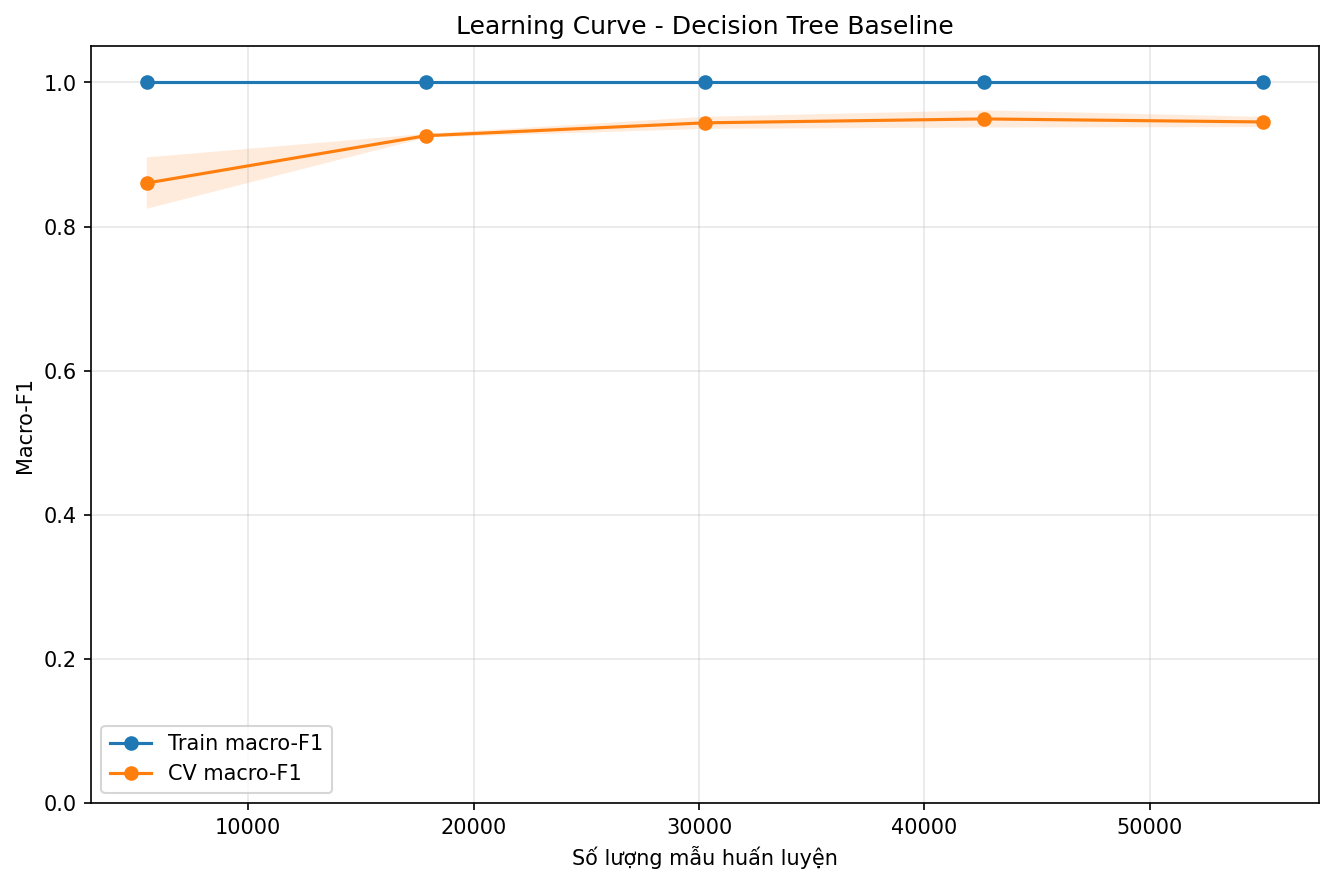 Learning Curve - Decision Tree Baseline
1.0
0.8
0.6
0.4
0.2
0.0
Macro-F1
Train macro-F1
CV macro-F1
10000 20000 30000 40000 50000
Số lượng mẫu huấn luyện